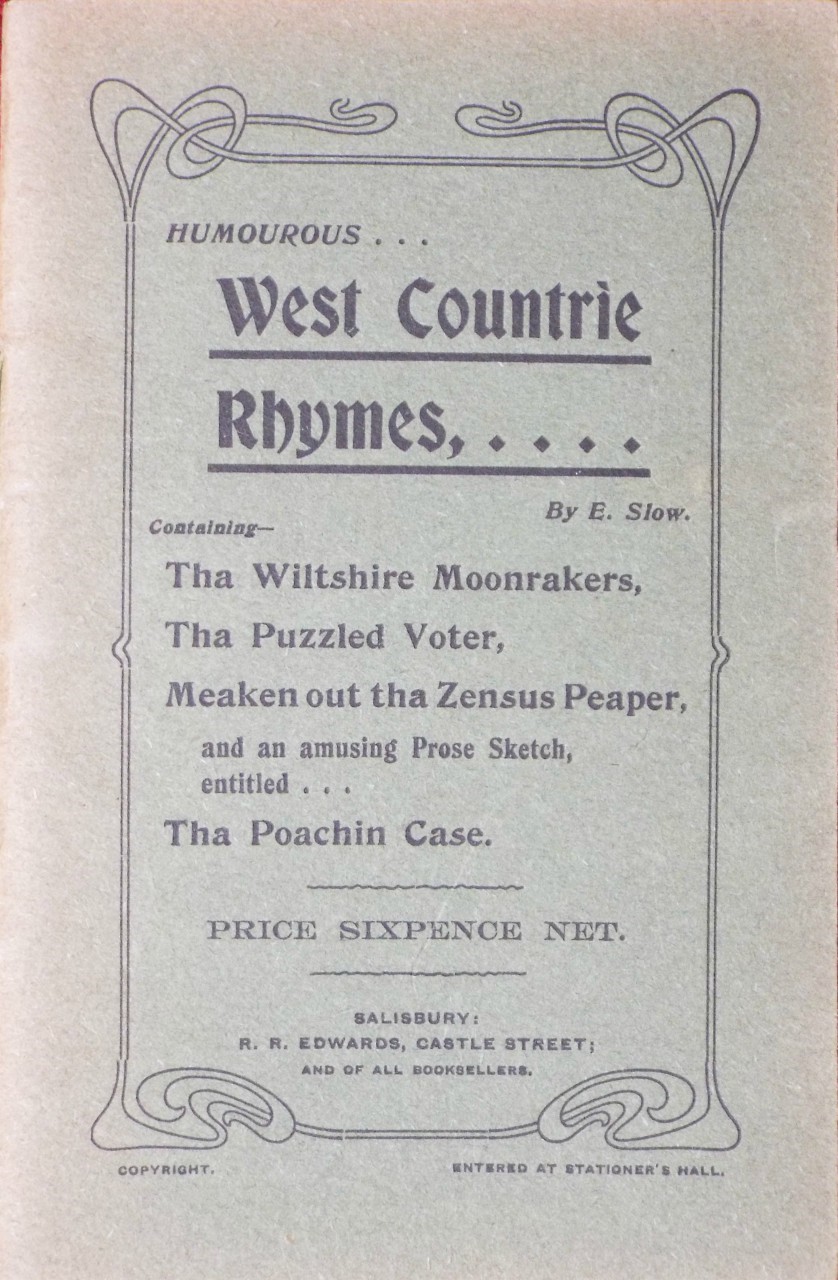 HUMOUROUS . . .
West Countrie
Rhymes, . . . .
By E. Slow.
Containing—
Tha Wiltshire Moonrakers,
Tha Puzzled Voter,
Meaken out tha Zensus Peaper,
and an amusing Prose Sketch,
entitled . . .
Tha Poachin Case.
PRICE SIXPENCE NET.
SALISBURY:
R. R. EDWARDS, CASTLE STREET;
AND OF ALL BOOKSELLERS.
COPYRIGHT. ENTERED AT STATIONER'S HALL.